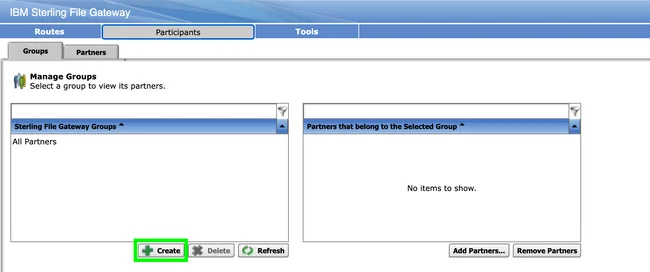 IBM Sterling File Gateway
Routes Participants Tools
Groups Partners
Manage Groups
Select a group to view its partners.
Sterling File Gateway Groups Partners that belong to the Selected Group
All Partners
No items to show.
Create Delete Refresh Add Partners... Remove Partners